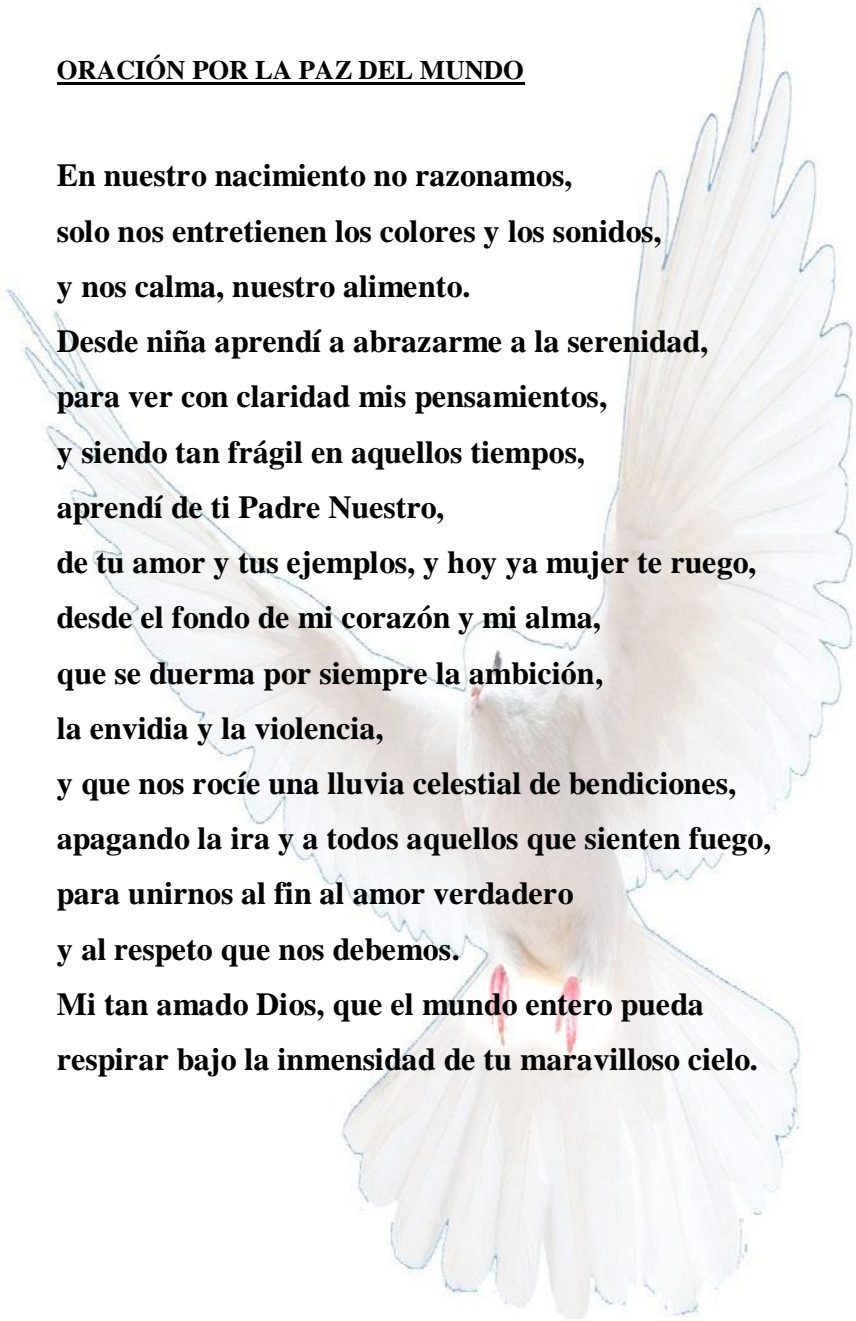 ORACIÓN POR LA PAZ DEL MUNDO
En nuestro nacimiento no razonamos,
solo nos entretienen los colores y los sonidos,
y nos calma, nuestro alimento.
Desde niña aprendí a abrazarme a la serenidad,
para ver con claridad mis pensamientos,
y siendo tan frágil en aquellos tiempos,
aprendí de ti Padre Nuestro,
de tu amor y tus ejemplos, y hoy ya mujer te ruego,
desde el fondo de mi corazón y mi alma,
que se duerma por siempre la ambición,
la envidia y la violencia,
y que nos rocíe una lluvia celestial de bendiciones,
apagando la ira y a todos aquellos que sienten fuego,
para unirnos al fin al amor verdadero
y al respeto que nos debemos.
Mi tan amado Dios, que el mundo entero pueda
respirar bajo la inmensidad de tu maravilloso cielo.